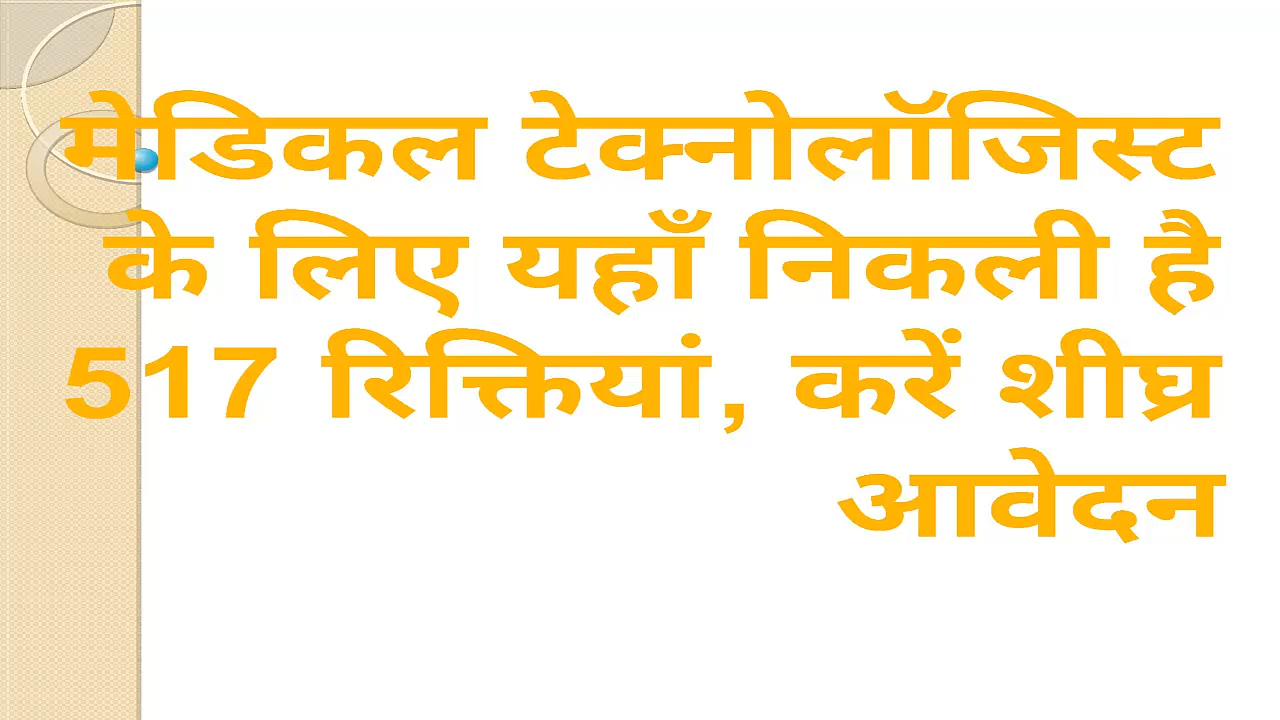 मेडिकल टेक्नोलॉजिस्ट
के लिए यहाँ निकली है
517 रिक्तियां, करें शीघ्र
आवेदन